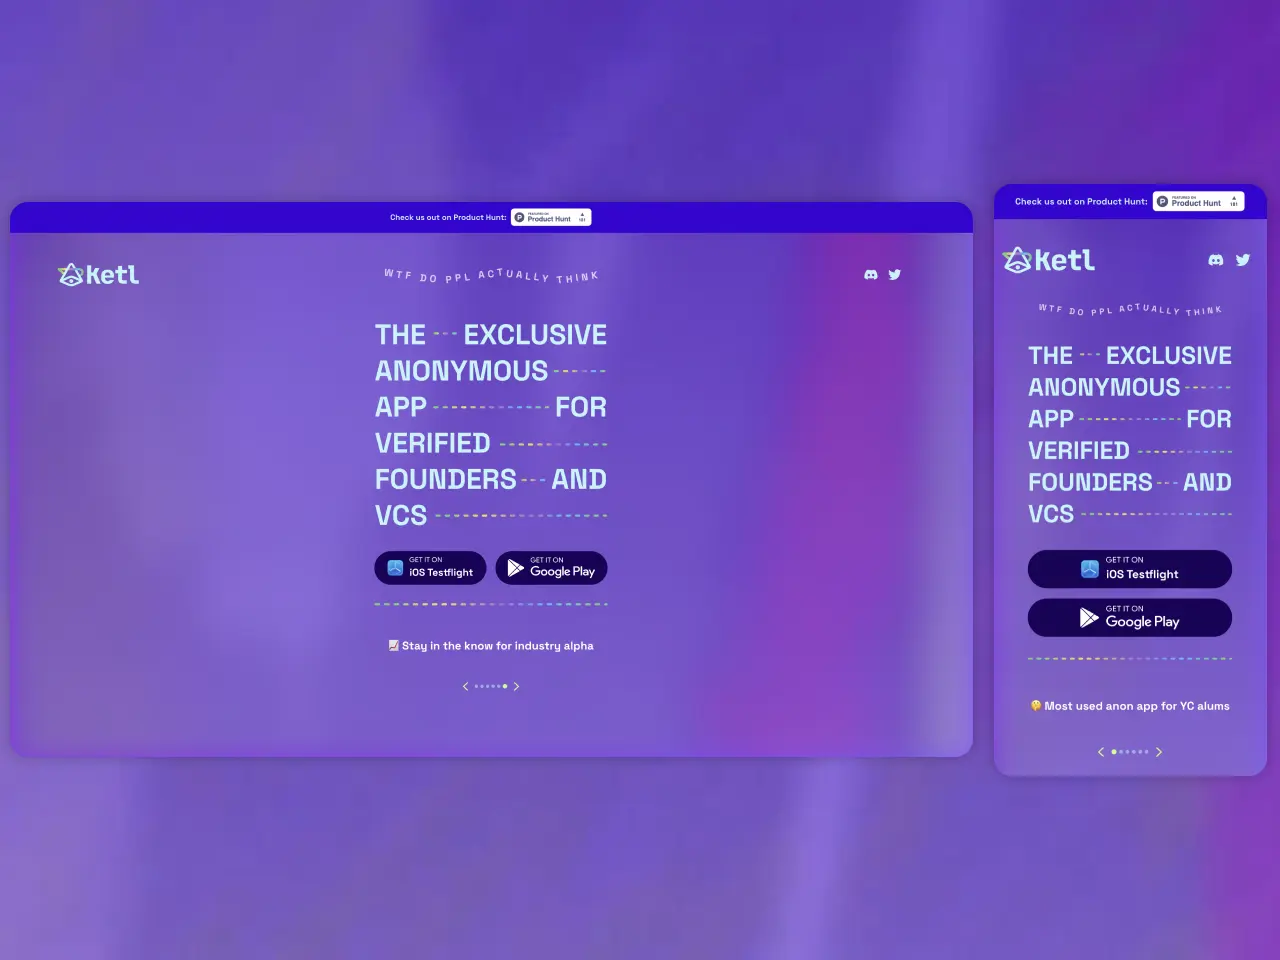 Check us out on Product Hunt:
FEATURED ON
Product Hunt
Ketl
WTF DO PPL ACTUALLY THINK
THE EXCLUSIVE
ANONYMOUS
APP FOR
VERIFIED
FOUNDERS AND
VCS
GET IT ON
iOS Testflight
GET IT ON
Google Play
Stay in the know for industry alpha
Check us out on Product Hunt:
FEATURED ON
Product Hunt
Ketl
WTF DO PPL ACTUALLY THINK
THE EXCLUSIVE
ANONYMOUS
APP FOR
VERIFIED
FOUNDERS AND
VCS
GET IT ON
iOS Testflight
GET IT ON
Google Play
Most used anon app for YC alums